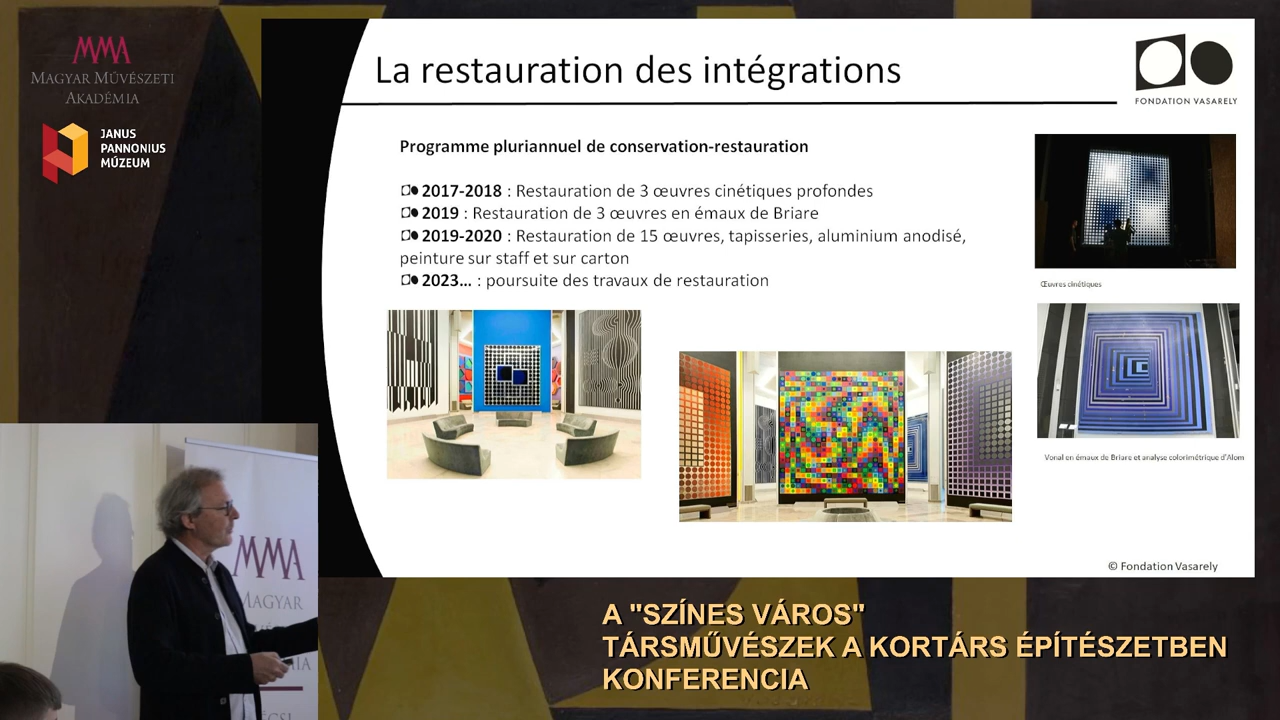 MMA
MAGYAR MŰVÉSZETI
AKADÉMIA
JANUS
PANNONIUS
MÚZEUM
La restauration des intégrations
FONDATION VASARELY
Programme pluriannuel de conservation-restauration
2017-2018 : Restauration de 3 œuvres cinétiques profondes
2019 : Restauration de 3 œuvres en émaux de Briare
2019-2020 : Restauration de 15 œuvres, tapisseries, aluminium anodisé,
peinture sur staff et sur carton
2023... : poursuite des travaux de restauration
Œuvres cinétiques
Vonal en émaux de Briare et analyse colorimétrique d'Alom
© Fondation Vasarely
MMA
MAGYAR
A "SZÍNES VÁROS"
TÁRSMŰVÉSZEK A KORTÁRS ÉPÍTÉSZETBEN
KONFERENCIA